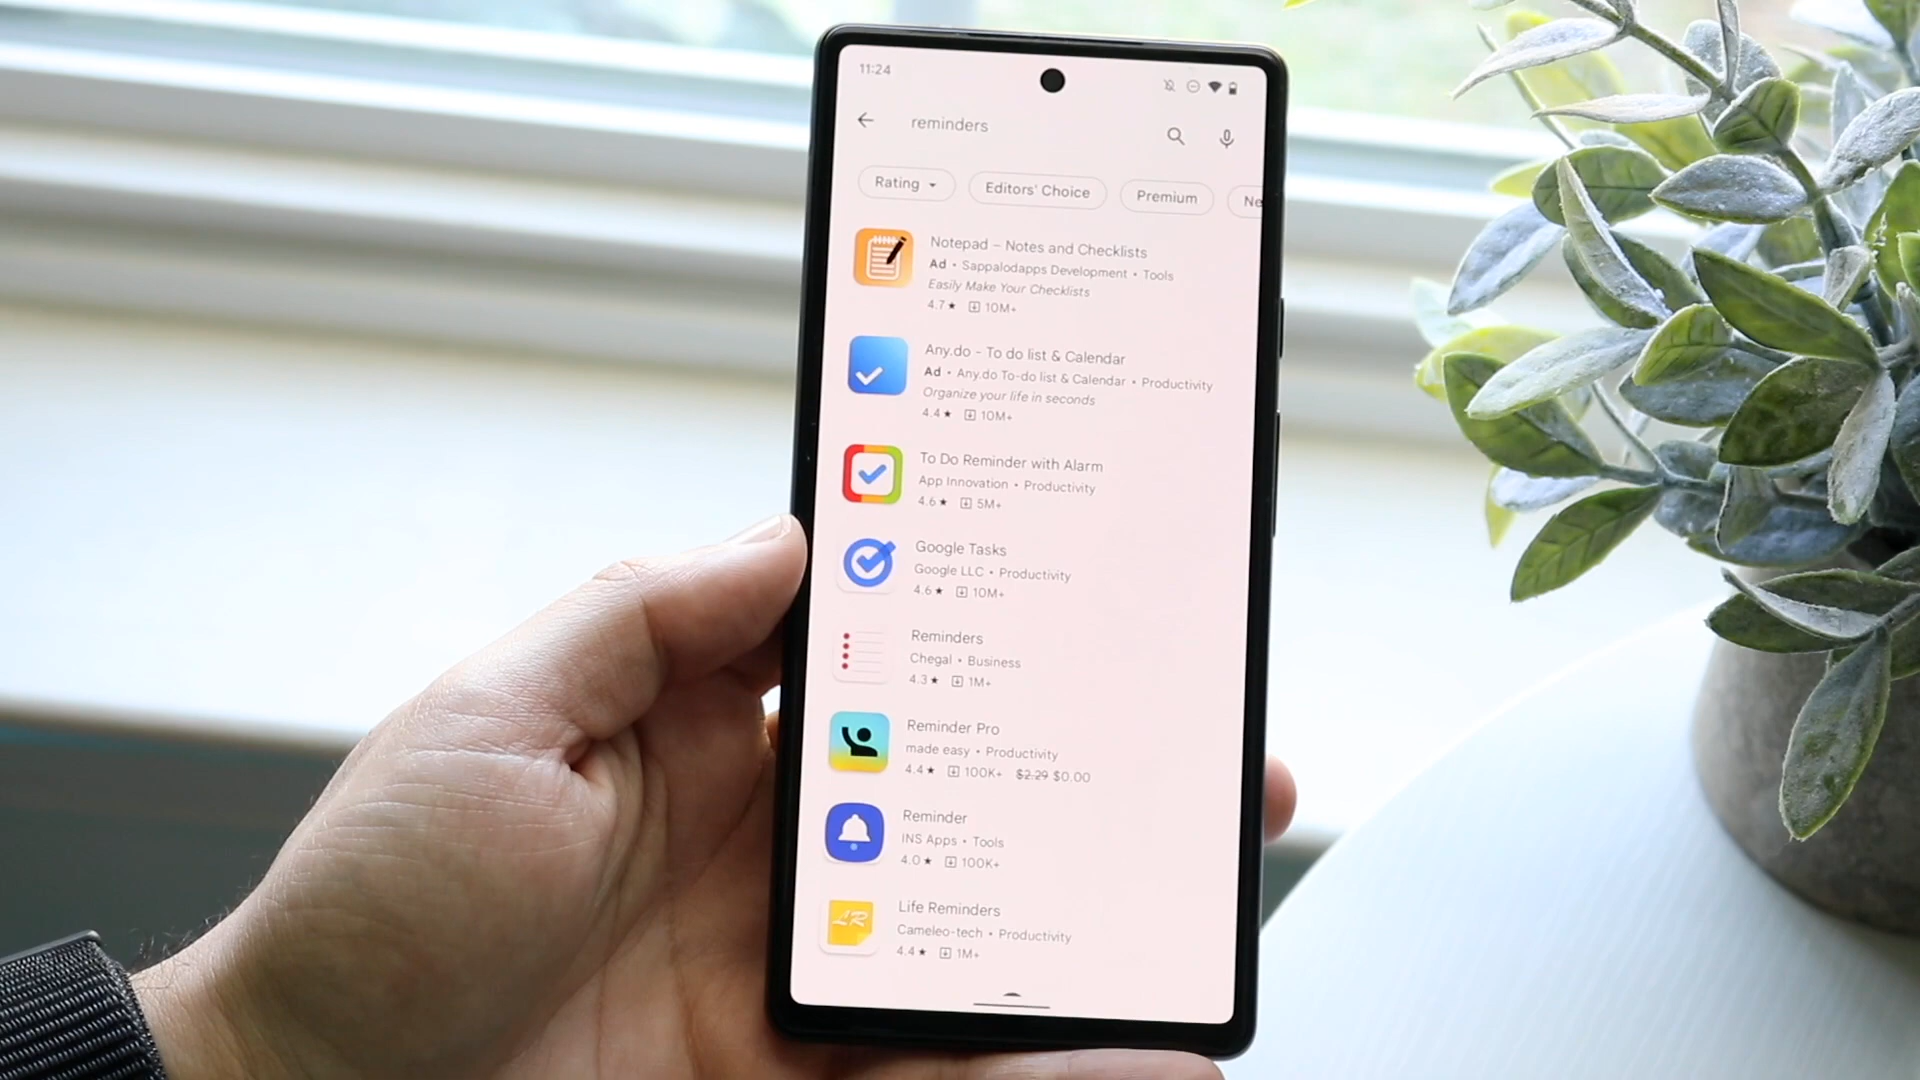 11:24
reminders
Rating
Editors' Choice
Premium
Ne
Notepad – Notes and Checklists
Ad • Sappalodapps Development • Tools
Easily Make Your Checklists
4.7★ 10M+
Any.do - To do list & Calendar
Ad • Any.do To-do list & Calendar • Productivity
Organize your life in seconds
4.4★ 10M+
To Do Reminder with Alarm
App Innovation • Productivity
4.6★ 5M+
Google Tasks
Google LLC • Productivity
4.6★ 10M+
Reminders
Chegal • Business
4.3★ 1M+
Reminder Pro
made easy • Productivity
4.4★ 100K+ $2.29 $0.00
Reminder
INS Apps • Tools
4.0★ 100K+
LR
Life Reminders
Cameleo-tech • Productivity
4.4★ 1M+